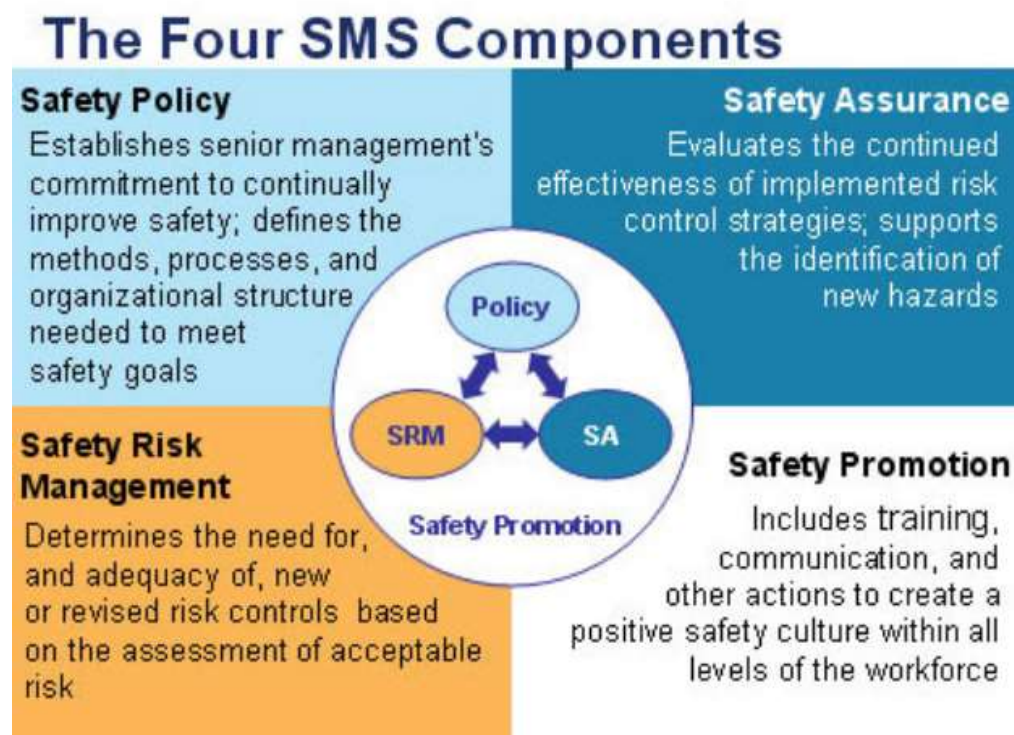 The Four SMS Components
Safety Policy
Establishes senior management's
commitment to continually
improve safety; defines the
methods, processes, and
organizational structure
needed to meet
safety goals
Safety Assurance
Evaluates the continued
effectiveness of implemented risk
control strategies; supports
the identification of
new hazards
Policy
SRM
SA
Safety Promotion
Safety Risk
Management
Determines the need for,
and adequacy of, new
or revised risk controls based
on the assessment of acceptable
risk
Safety Promotion
Includes training,
communication, and
other actions to create a
positive safety culture within all
levels of the workforce